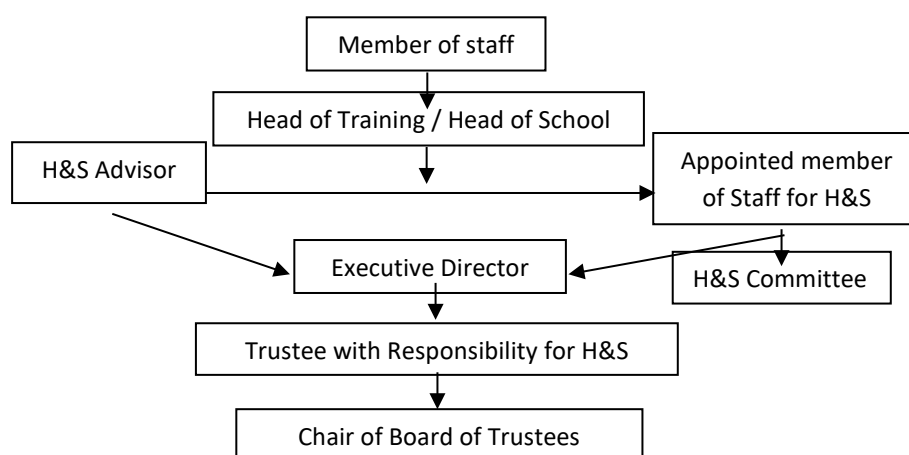 Member of staff
Head of Training / Head of School
H&S Advisor
Appointed member
of Staff for H&S
Executive Director
H&S Committee
Trustee with Responsibility for H&S
Chair of Board of Trustees